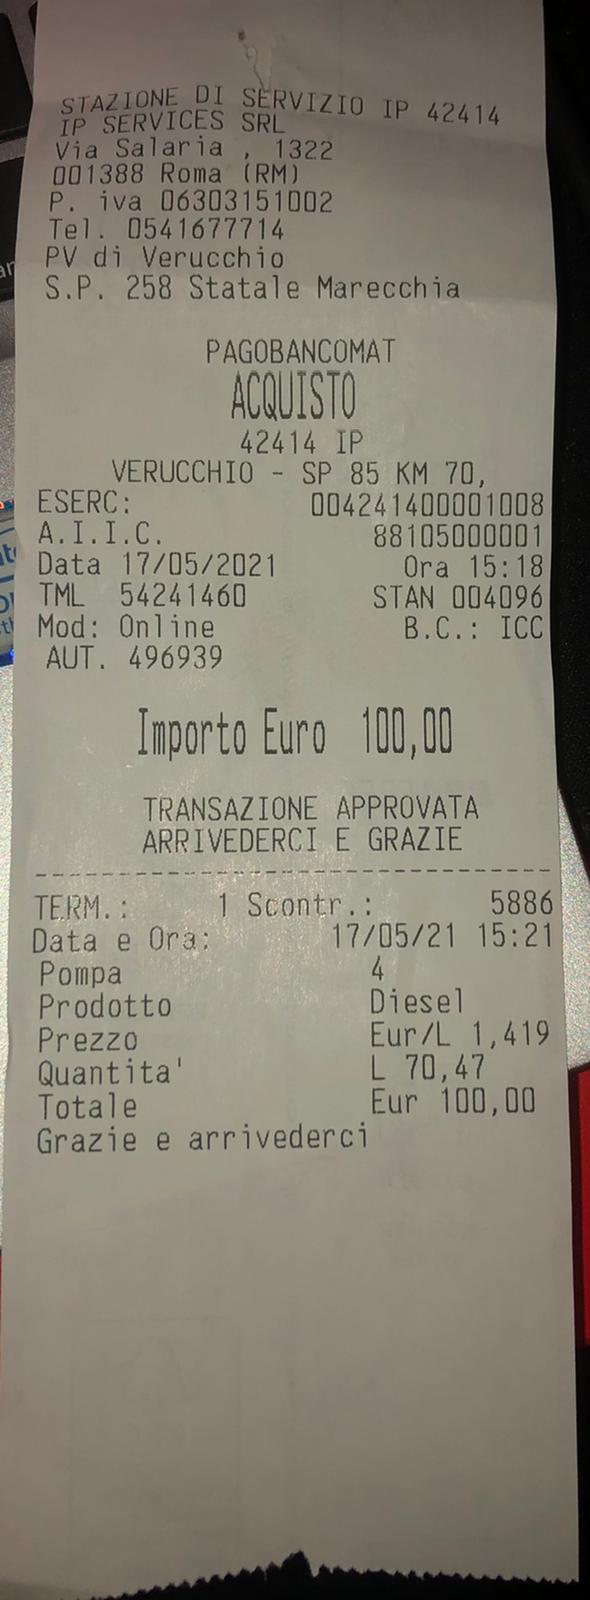 STAZIONE DI SERVIZIO IP 42414
IP SERVICES SRL
Via Salaria , 1322
001388 Roma (RM)
P. iva 06303151002
Tel. 0541677714
PV di Verucchio
S.P. 258 Statale Marecchia
PAGOBANCOMAT
ACQUISTO
42414 IP
VERUCCHIO - SP 85 KM 70,
ESERC: 004241400001008
A.I.I.C. 88105000001
Data 17/05/2021 Ora 15:18
TML 54241460 STAN 004096
Mod: Online B.C.: ICC
AUT. 496939
Importo Euro 100,00
TRANSAZIONE APPROVATA
ARRIVEDERCI E GRAZIE
--------------------------------
TERM.: 1 Scontr.: 5886
Data e Ora: 17/05/21 15:21
Pompa 4
Prodotto Diesel
Prezzo Eur/L 1,419
Quantita' L 70,47
Totale Eur 100,00
Grazie e arrivederci